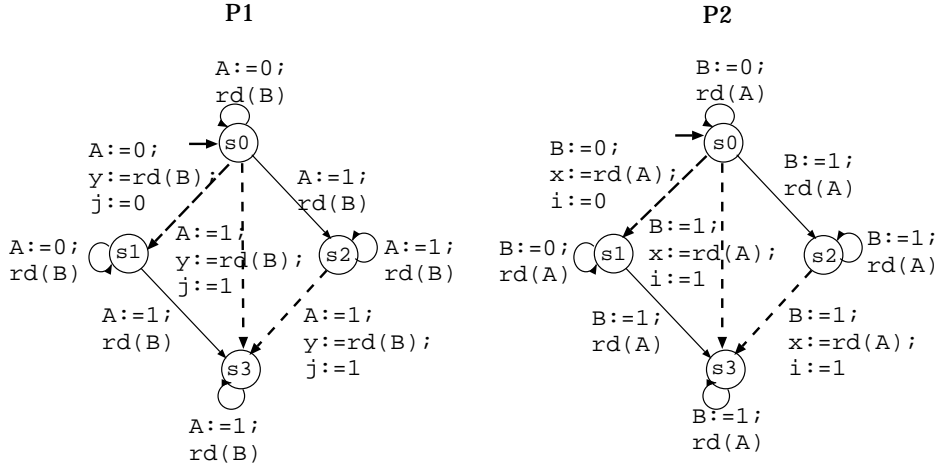 P1
A:=0;
rd(B)
s0
A:=0;
y:=rd(B);
j:=0
A:=1;
rd(B)
A:=0;
rd(B)
s1
A:=1;
y:=rd(B);
j:=1
s2
A:=1;
rd(B)
A:=1;
rd(B)
A:=1;
y:=rd(B);
j:=1
s3
A:=1;
rd(B)
P2
B:=0;
rd(A)
s0
B:=0;
x:=rd(A);
i:=0
B:=1;
rd(A)
B:=0;
rd(A)
s1
B:=1;
x:=rd(A);
i:=1
s2
B:=1;
rd(A)
B:=1;
rd(A)
B:=1;
x:=rd(A);
i:=1
s3
B:=1;
rd(A)